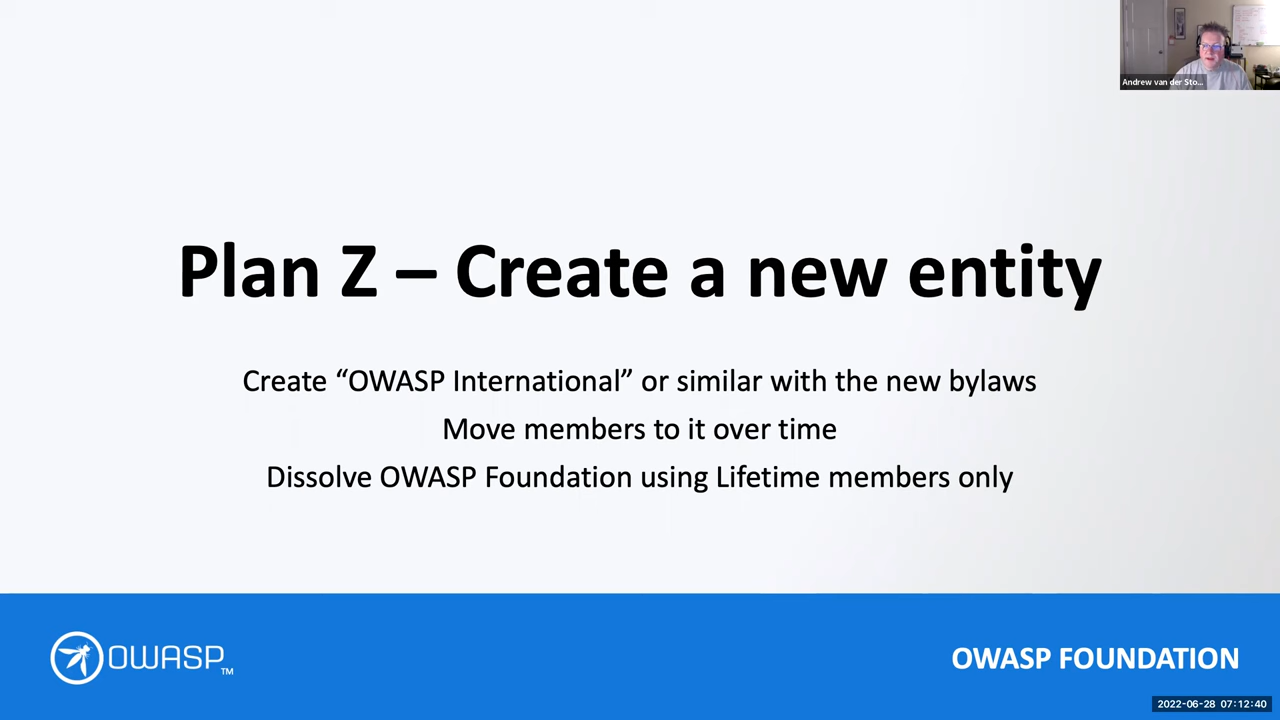 Andrew van der Sto...
Plan Z – Create a new entity
Create “OWASP International” or similar with the new bylaws
Move members to it over time
Dissolve OWASP Foundation using Lifetime members only
OWASP TM
OWASP FOUNDATION
2022-06-28 07:12:40